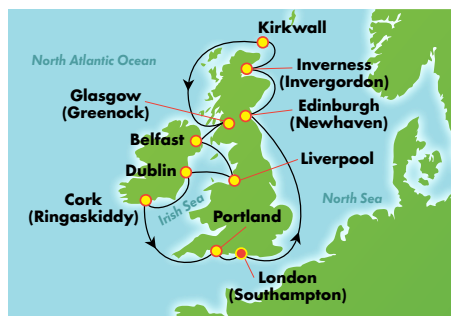 Kirkwall
North Atlantic Ocean
Inverness
(Invergordon)
Glasgow
(Greenock)
Edinburgh
(Newhaven)
Belfast
Liverpool
Dublin
Cork
(Ringaskiddy)
Irish Sea
North Sea
Portland
London
(Southampton)